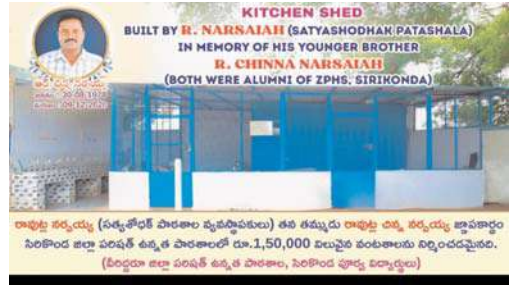 KITCHEN SHED
BUILT BY R. NARSAIAH (SATYASHODHAK PATASHALA)
IN MEMORY OF HIS YOUNGER BROTHER
R. CHINNA NARSAIAH
(BOTH WERE ALUMNI OF ZPHS, SIRIKONDA)
రావుట్ల నర్సయ్య (సత్యశోధక్ పాఠశాల వ్యవస్థాపకులు) తన తమ్ముడు రావుట్ల చిన్న నర్సయ్య జ్ఞాపకార్థం
సిరికొండ జిల్లా పరిషత్ ఉన్నత పాఠశాలలో రూ.1,50,000 విలువైన వంటశాలను నిర్మించడమైనది.
(వీరిద్దరూ జిల్లా పరిషత్ ఉన్నత పాఠశాల, సిరికొండ పూర్వ విద్యార్థులు)